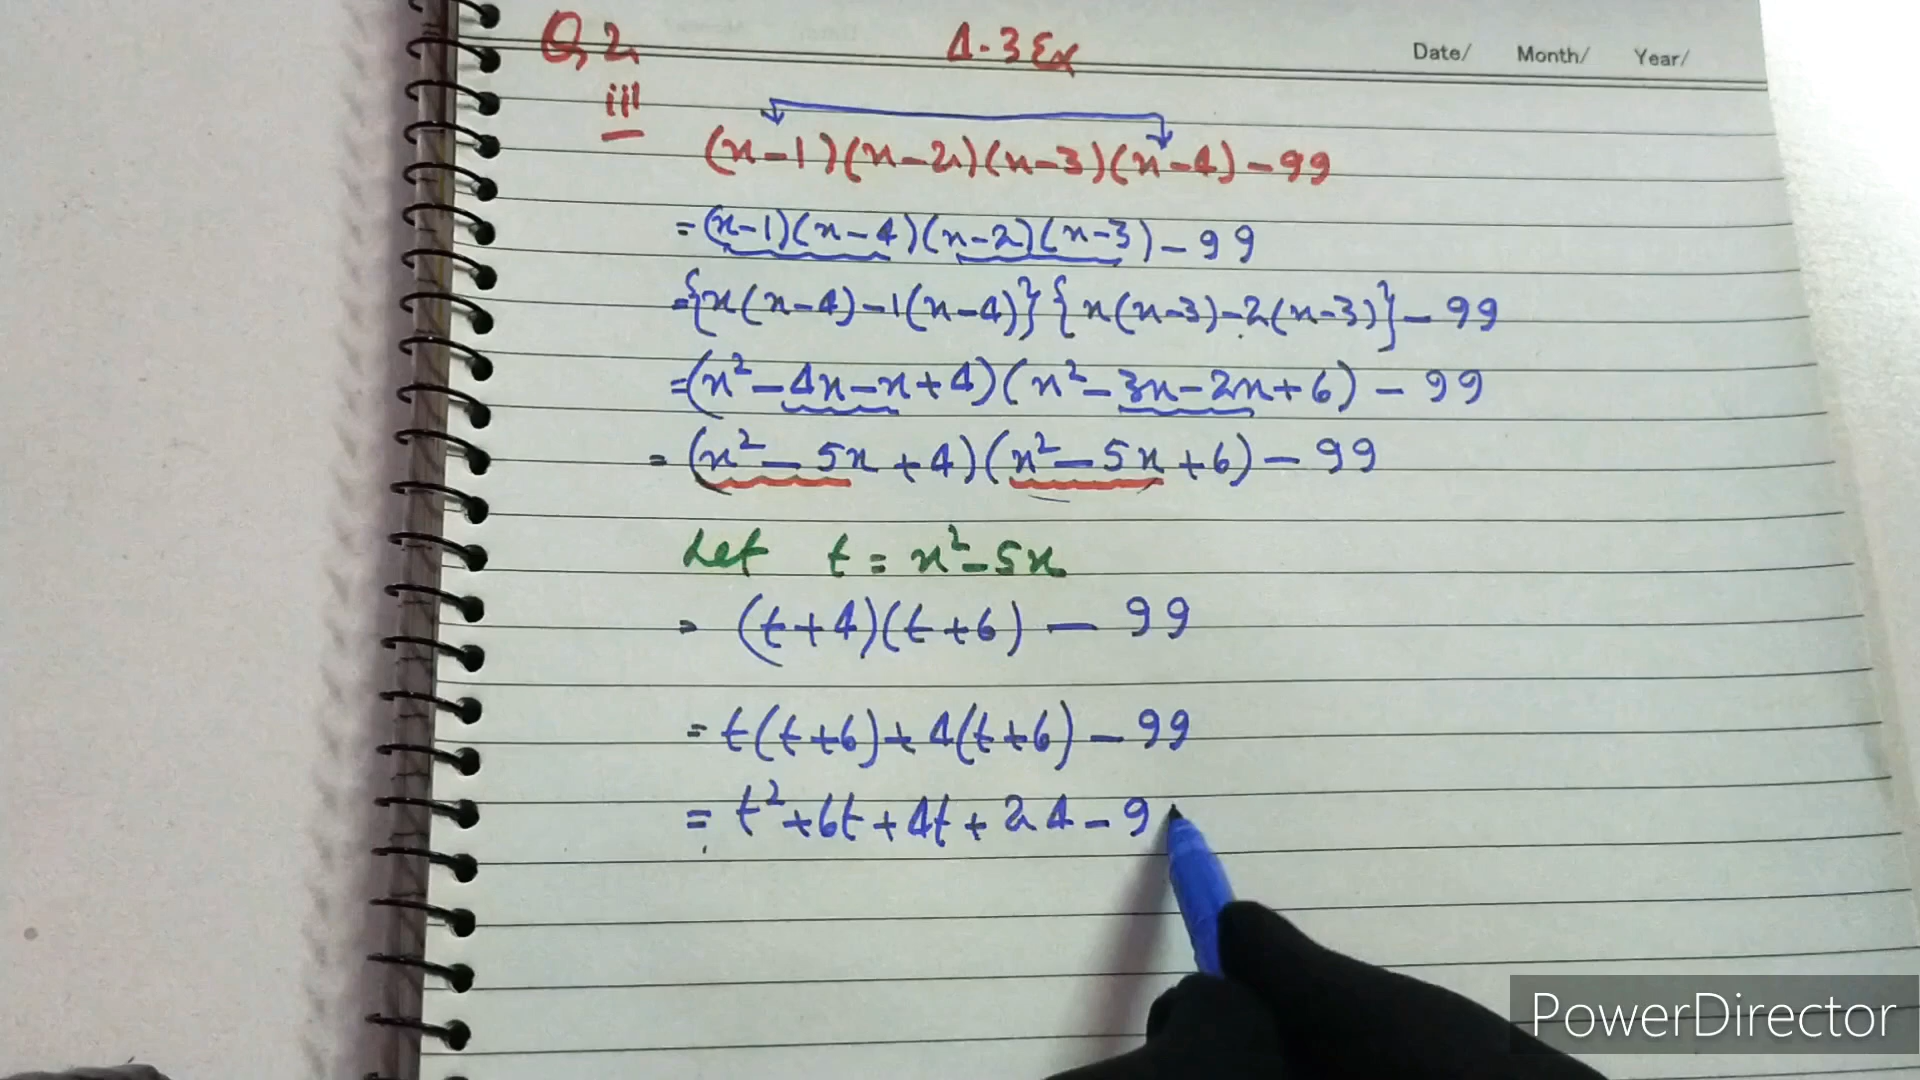 Q2 4.3 Ex Date/ Month/ Year/
iii
(x-1)(x-2)(x-3)(x-4)-99
=(x-1)(x-4)(x-2)(x-3)-99
={x(x-4)-1(x-4)}{x(x-3)-2(x-3)}-99
=(x²-4x-x+4)(x²-3x-2x+6)-99
=(x²-5x+4)(x²-5x+6)-99
Let t=x²-5x
= (t+4)(t+6)-99
=t(t+6)+4(t+6)-99
=t²+6t+4t+24-9
PowerDirector